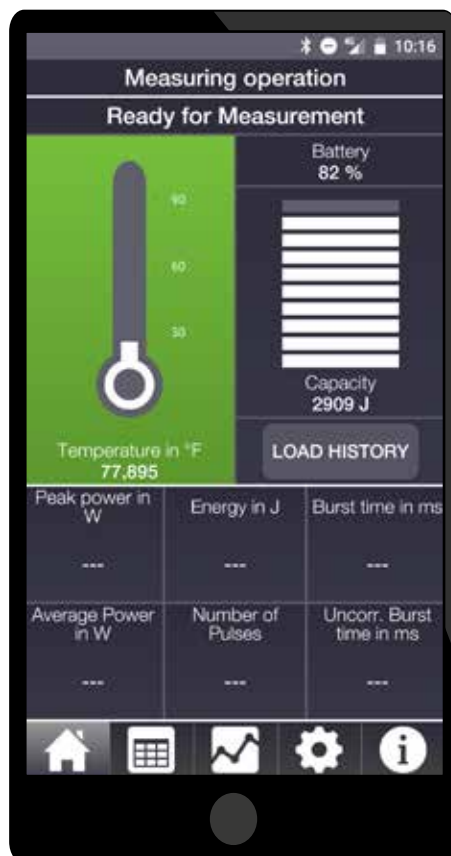 10:16
Measuring operation
Ready for Measurement
Battery
82 %
90
60
30
Capacity
2909 J
Temperature in °F
77,895
LOAD HISTORY
Peak power in
W
Energy in J
Burst time in ms
---
---
---
Average Power
in W
Number of
Pulses
Uncorr. Burst
time in ms
---
---
---
i